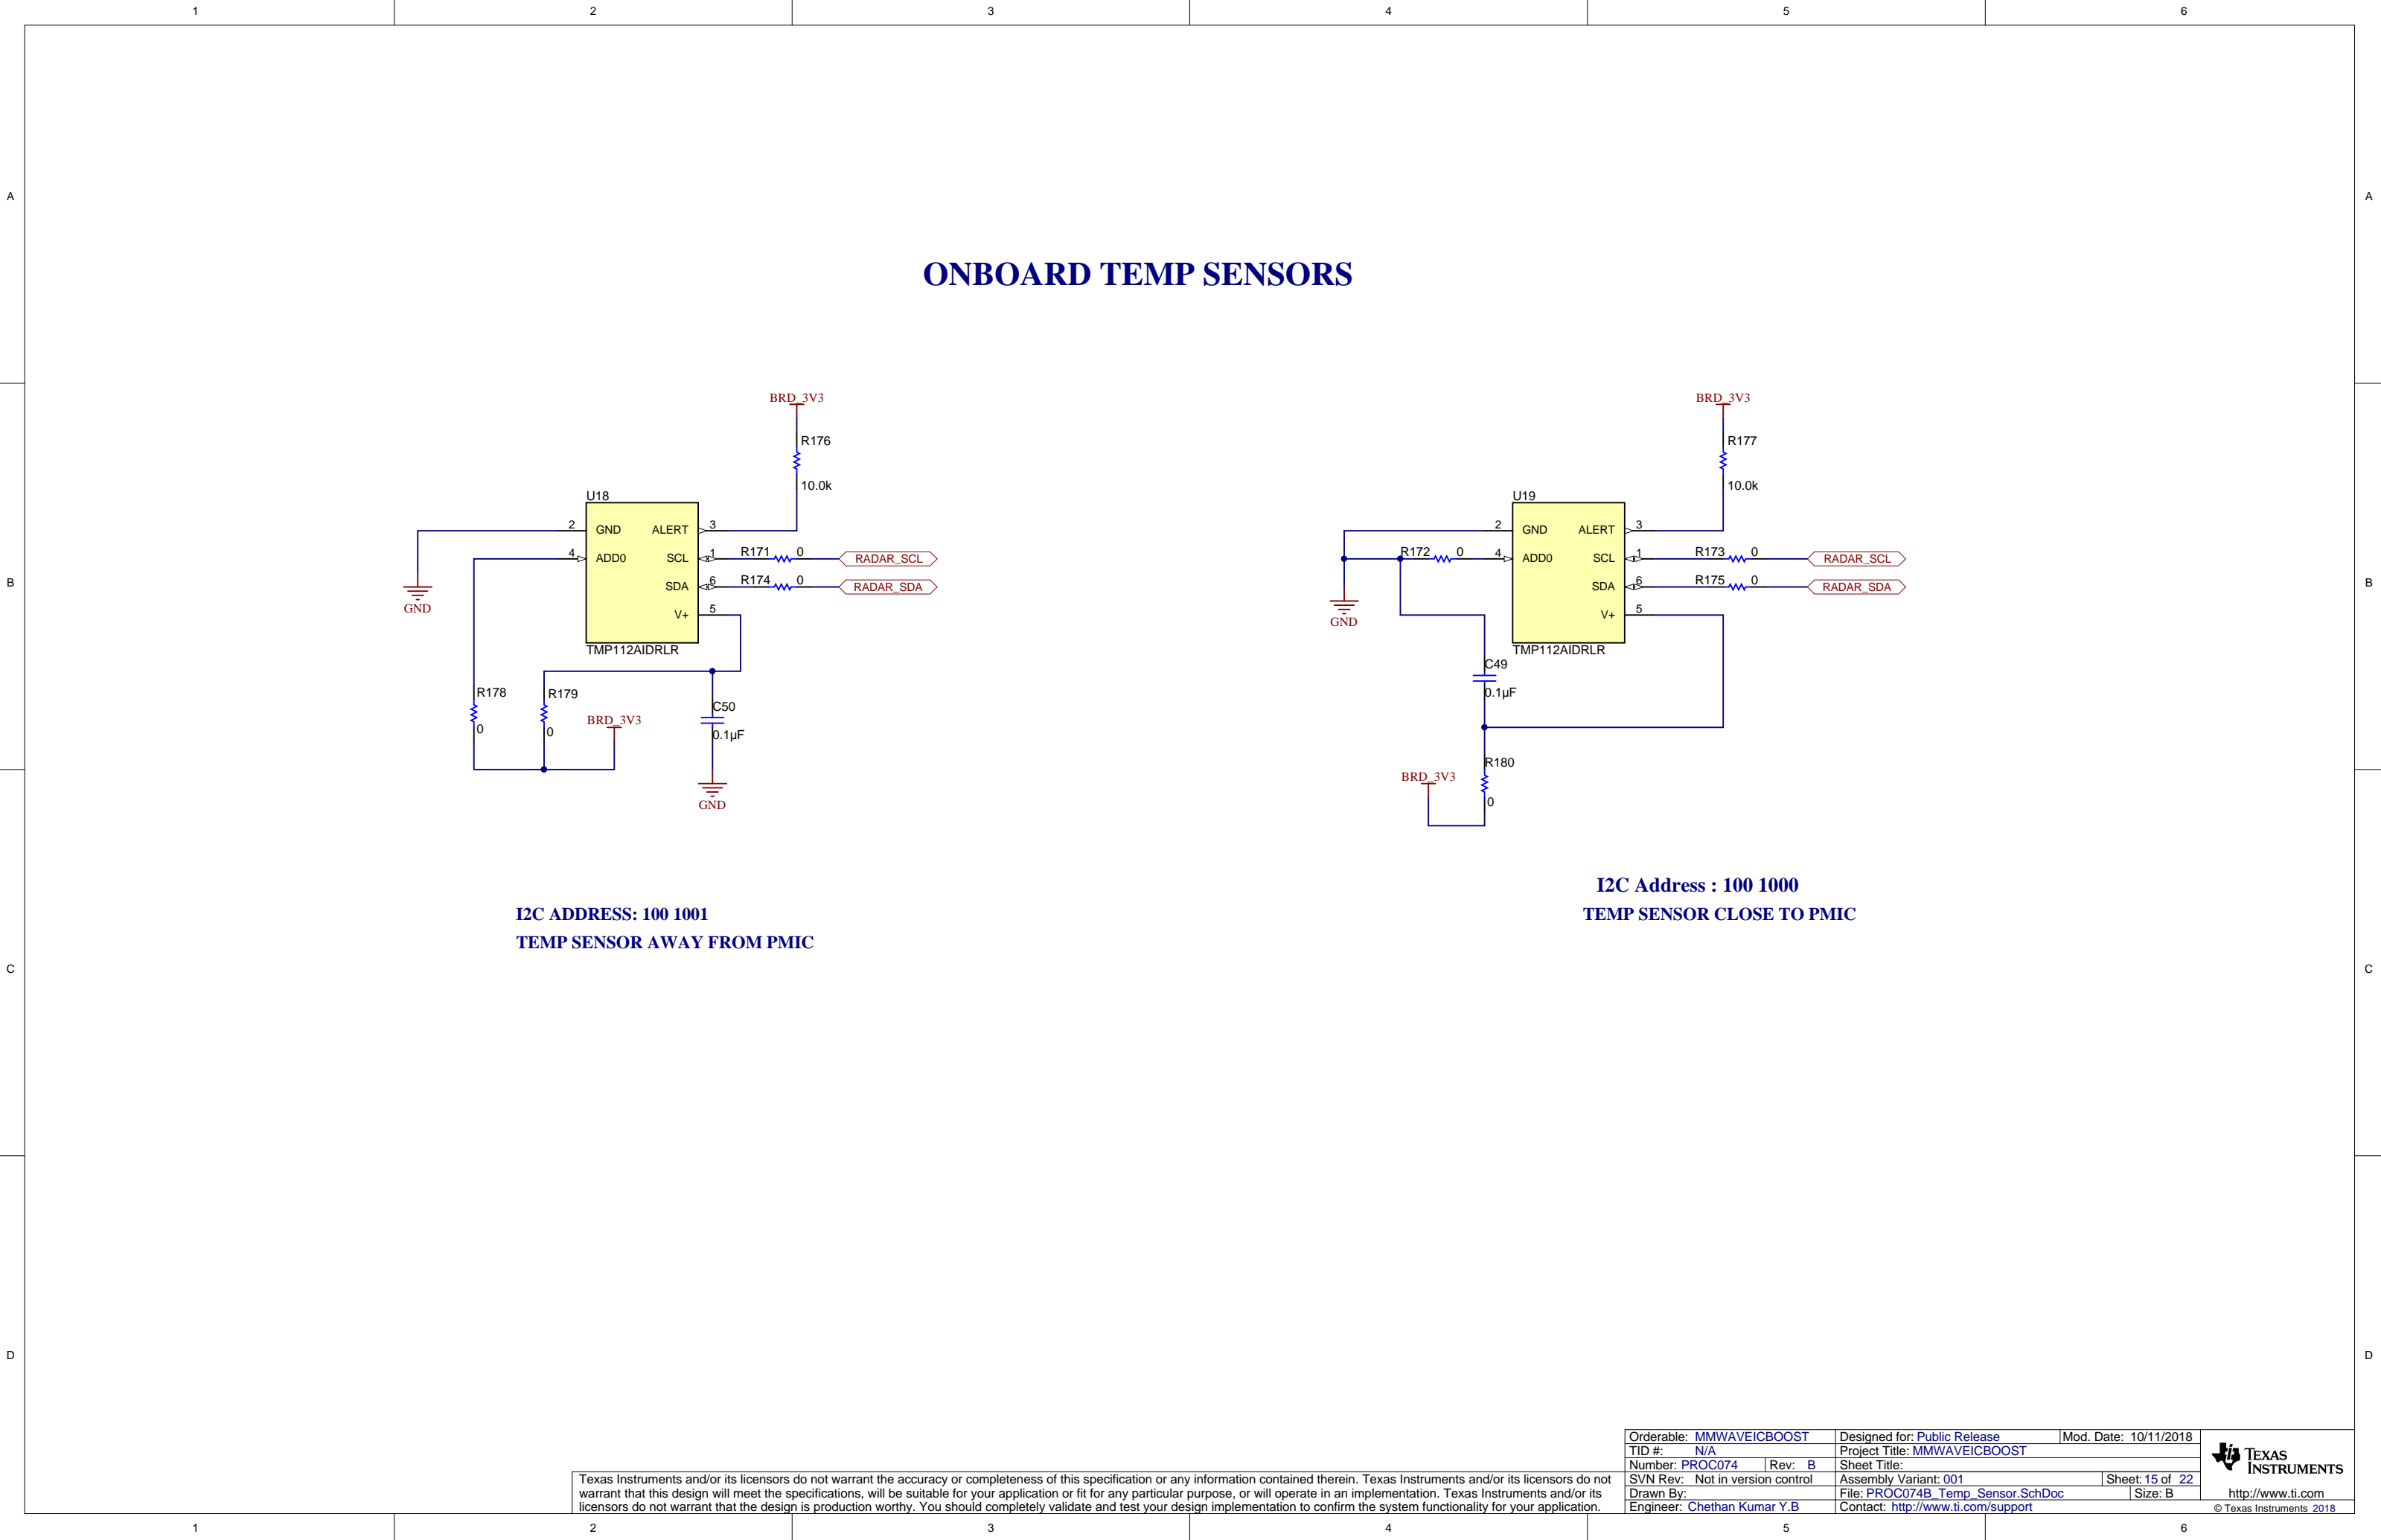 1 2 3 4 5 6
A A
ONBOARD TEMP SENSORS
BRD_3V3
R176
10.0k
U18
2 GND ALERT 3
4 ADD0 SCL 1 R171 0 RADAR_SCL
SDA 6 R174 0 RADAR_SDA
V+ 5
GND
TMP112AIDRLR
R178
0
R179
0
BRD_3V3
C50
0.1µF
GND
I2C ADDRESS: 100 1001
TEMP SENSOR AWAY FROM PMIC
BRD_3V3
R177
10.0k
U19
2 GND ALERT 3
R172 0 4 ADD0 SCL 1 R173 0 RADAR_SCL
SDA 6 R175 0 RADAR_SDA
V+ 5
GND
TMP112AIDRLR
C49
0.1µF
R180
0
BRD_3V3
I2C Address : 100 1000
TEMP SENSOR CLOSE TO PMIC
B B
C C
D D
Texas Instruments and/or its licensors do not warrant the accuracy or completeness of this specification or any information contained therein. Texas Instruments and/or its licensors do not
warrant that this design will meet the specifications, will be suitable for your application or fit for any particular purpose, or will operate in an implementation. Texas Instruments and/or its
licensors do not warrant that the design is production worthy. You should completely validate and test your design implementation to confirm the system functionality for your application.
Orderable: MMWAVEICBOOST Designed for: Public Release Mod. Date: 10/11/2018
TID #: N/A Project Title: MMWAVEICBOOST
Number: PROC074 Rev: B Sheet Title:
SVN Rev: Not in version control Assembly Variant: 001 Sheet: 15 of 22
Drawn By: File: PROC074B_Temp_Sensor.SchDoc Size: B
Engineer: Chethan Kumar Y.B Contact: http://www.ti.com/support
TEXAS
INSTRUMENTS
http://www.ti.com
© Texas Instruments 2018
1 2 3 4 5 6